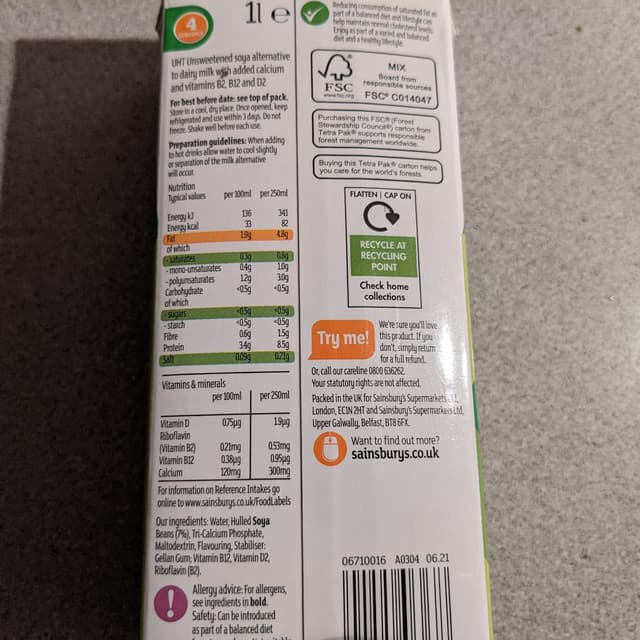 4
SERVINGS
1l e
UHT Unsweetened soya alternative
to dairy milk with added calcium
and vitamins B2, B12 and D2
For best before date: see top of pack.
Store in a cool, dry place. Once opened, keep
refrigerated and use within 3 days. Do not
freeze. Shake well before each use.
Preparation guidelines: When adding
to hot drinks allow water to cool slightly
or separation of the milk alternative
will occur.
Nutrition
Typical values per 100ml per 250ml
Energy kJ 136 341
Energy kcal 33 82
Fat 1.9g 4.8g
of which
- saturates 0.3g 0.8g
- mono-unsaturates 0.4g 1.0g
- polyunsaturates 1.2g 3.0g
Carbohydrate <0.5g <0.5g
of which
- sugars <0.5g <0.5g
- starch <0.5g <0.5g
Fibre 0.6g 1.5g
Protein 3.4g 8.5g
Salt 0.09g 0.21g
Vitamins & minerals
per 100ml per 250ml
Vitamin D 0.75µg 1.9µg
Riboflavin
(Vitamin B2) 0.21mg 0.53mg
Vitamin B12 0.38µg 0.95µg
Calcium 120mg 300mg
For information on Reference Intakes go
online to www.sainsburys.co.uk/FoodLabels
Our ingredients: Water, Hulled Soya
Beans (7%), Tri-Calcium Phosphate,
Maltodextrin, Flavouring, Stabiliser:
Gellan Gum; Vitamin B12, Vitamin D2,
Riboflavin (B2).
! Allergy advice: For allergens,
see ingredients in bold.
Safety: Can be introduced
as part of a balanced diet
Reducing consumption of saturated fat as
part of a balanced diet and lifestyle can
help maintain normal cholesterol levels.
Enjoy as part of a varied and balanced
diet and a healthy lifestyle.
FSC
www.fsc.org
MIX
Board from
responsible sources
FSC® C014047
Purchasing this FSC® (Forest
Stewardship Council®) carton from
Tetra Pak® supports responsible
forest management worldwide.
Buying this Tetra Pak® carton helps
you care for the world's forests.
FLATTEN | CAP ON
RECYCLE AT
RECYCLING
POINT
Check home
collections
Try me!
We're sure you'll love
this product. If you
don't, simply return
for a full refund.
Or, call our careline 0800 636262.
Your statutory rights are not affected.
Packed in the UK for Sainsbury's Supermarkets Ltd,
London, EC1N 2HT and Sainsbury's Supermarkets Ltd,
Upper Galwally, Belfast, BT8 6FX.
Want to find out more?
sainsburys.co.uk
06710016 A0304 06.21